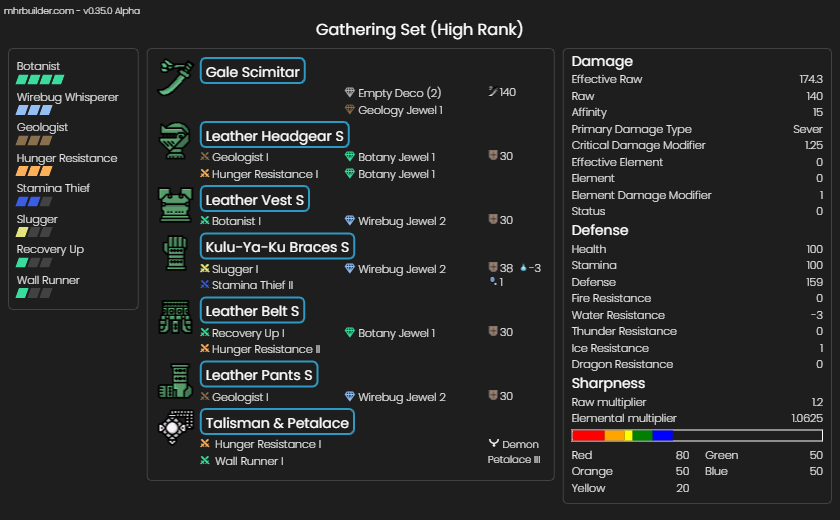 mhrbuilder.com - v0.35.0 Alpha
Gathering Set (High Rank)
Botanist
Wirebug Whisperer
Geologist
Hunger Resistance
Stamina Thief
Slugger
Recovery Up
Wall Runner
Gale Scimitar
Empty Deco (2)
140
Geology Jewel 1
Leather Headgear S
Geologist I
Botany Jewel 1
30
Hunger Resistance I
Botany Jewel 1
Leather Vest S
Botanist I
Wirebug Jewel 2
30
Kulu-Ya-Ku Braces S
Slugger I
Wirebug Jewel 2
38
-3
Stamina Thief II
1
Leather Belt S
Recovery Up I
Botany Jewel 1
30
Hunger Resistance II
Leather Pants S
Geologist I
Wirebug Jewel 2
30
Talisman & Petalace
Hunger Resistance I
Demon
Wall Runner I
Petalace III
Damage
Effective Raw 174.3
Raw 140
Affinity 15
Primary Damage Type Sever
Critical Damage Modifier 1.25
Effective Element 0
Element 0
Element Damage Modifier 1
Status 0
Defense
Health 100
Stamina 100
Defense 159
Fire Resistance 0
Water Resistance -3
Thunder Resistance 0
Ice Resistance 1
Dragon Resistance 0
Sharpness
Raw multiplier 1.2
Elemental multiplier 1.0625
Red 80 Green 50
Orange 50 Blue 50
Yellow 20